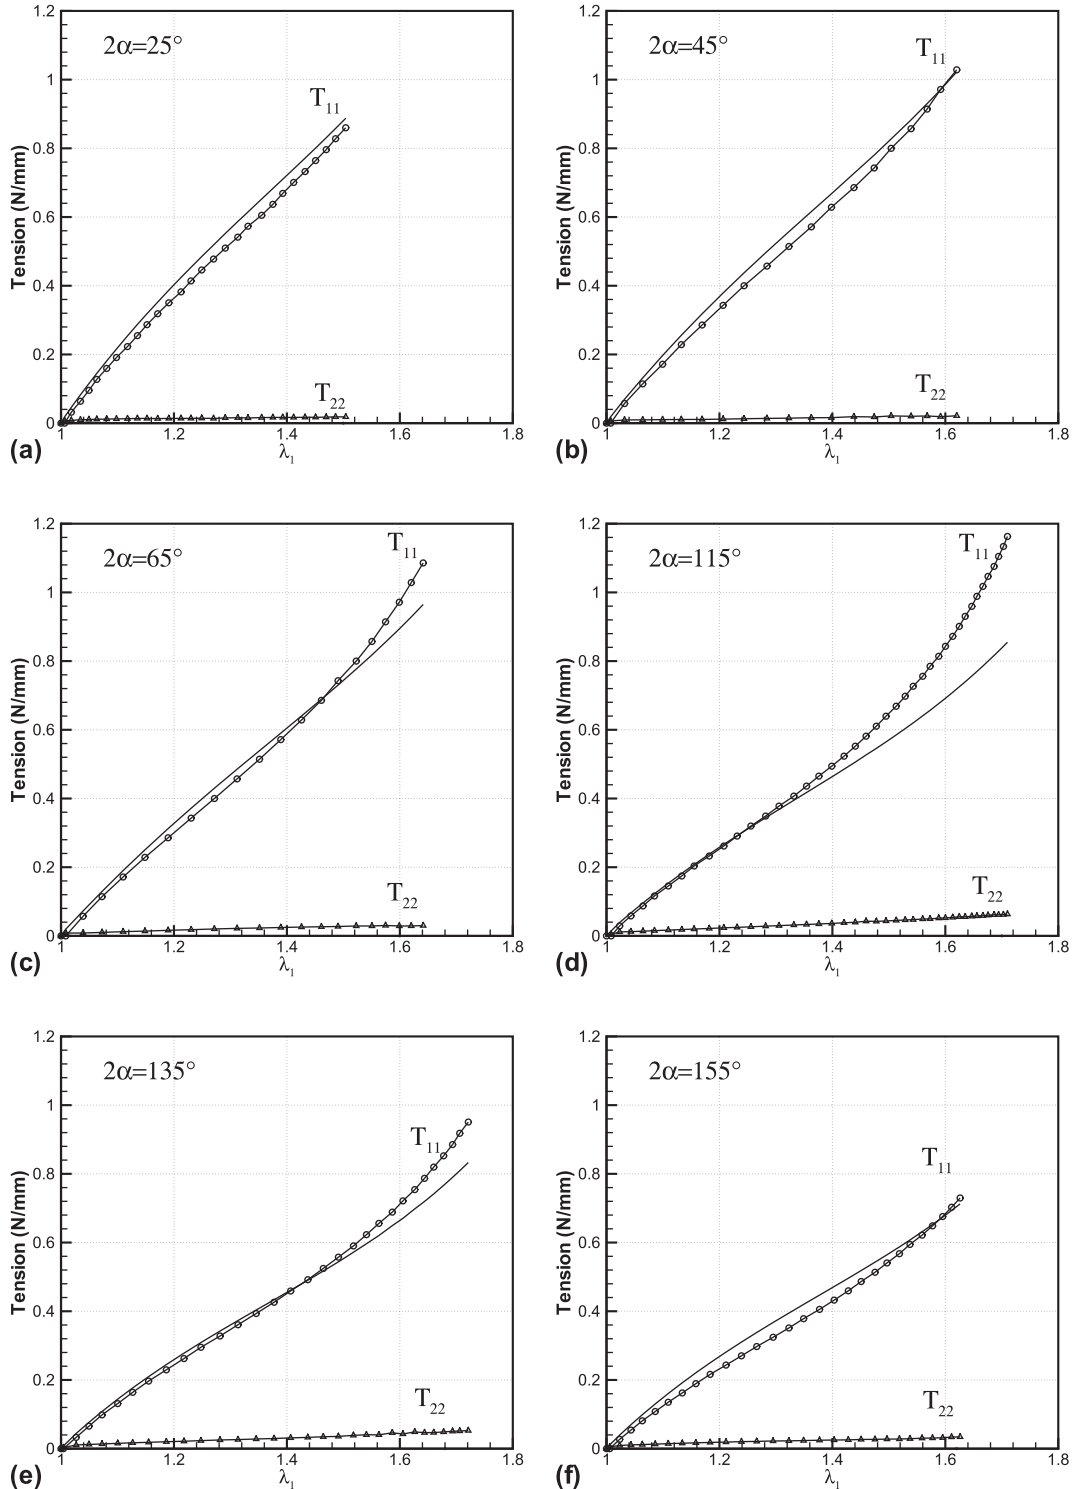 1.2
2α=25°
1
T11
0.8
0.6
Tension (N/mm)
0.4
0.2
T22
0
1
1.2
1.4
1.6
1.8
(a)
λ1
1.2
2α=45°
T11
1
0.8
0.6
Tension (N/mm)
0.4
0.2
T22
0
1
1.2
1.4
1.6
1.8
(b)
λ1
1.2
2α=65°
T11
1
0.8
0.6
Tension (N/mm)
0.4
0.2
T22
0
1
1.2
1.4
1.6
1.8
(c)
λ1
1.2
2α=115°
T11
1
0.8
0.6
Tension (N/mm)
0.4
0.2
T22
0
1
1.2
1.4
1.6
1.8
(d)
λ1
1.2
2α=135°
1
T11
0.8
0.6
Tension (N/mm)
0.4
0.2
T22
0
1
1.2
1.4
1.6
1.8
(e)
λ1
1.2
2α=155°
1
T11
0.8
0.6
Tension (N/mm)
0.4
0.2
T22
0
1
1.2
1.4
1.6
1.8
(f)
λ1